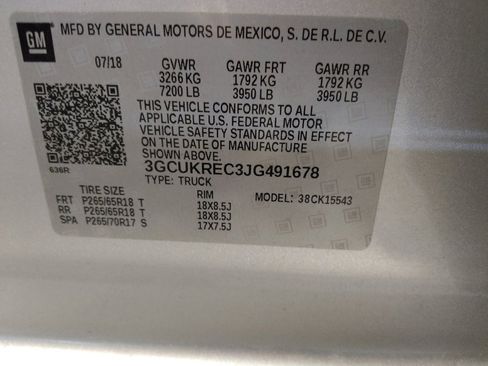 GM
MFD BY GENERAL MOTORS DE MEXICO, S. DE R.L. DE C.V.
07/18 GVWR GAWR FRT GAWR RR
3266 KG 1792 KG 1792 KG
7200 LB 3950 LB 3950 LB
THIS VEHICLE CONFORMS TO ALL
APPLICABLE U.S. FEDERAL MOTOR
VEHICLE SAFETY STANDARDS IN EFFECT
ON THE DATE OF MANUFACTURE
SHOWN ABOVE.
3GCUKREC3JG491678
636R TYPE: TRUCK
TIRE SIZE RIM MODEL: 38CK15543
FRT P265/65R18 T 18X8.5J
RR P265/65R18 T 18X8.5J
SPA P265/70R17 S 17X7.5J